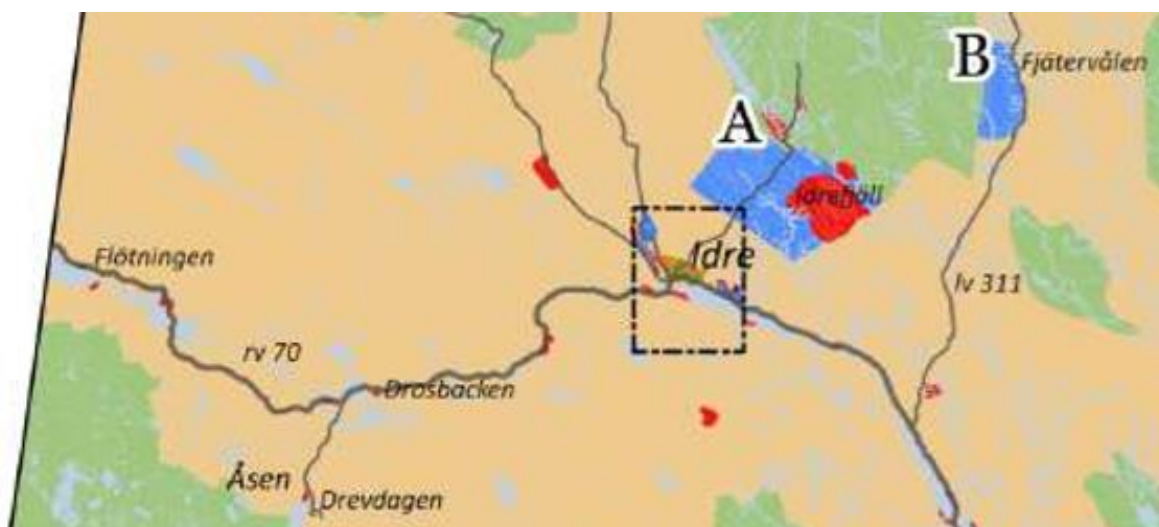 B
Fjätervålen
A
Idrefjäll
Idre
Flötningen
lv 311
rv 70
Drosbacken
Åsen
Drevdagen